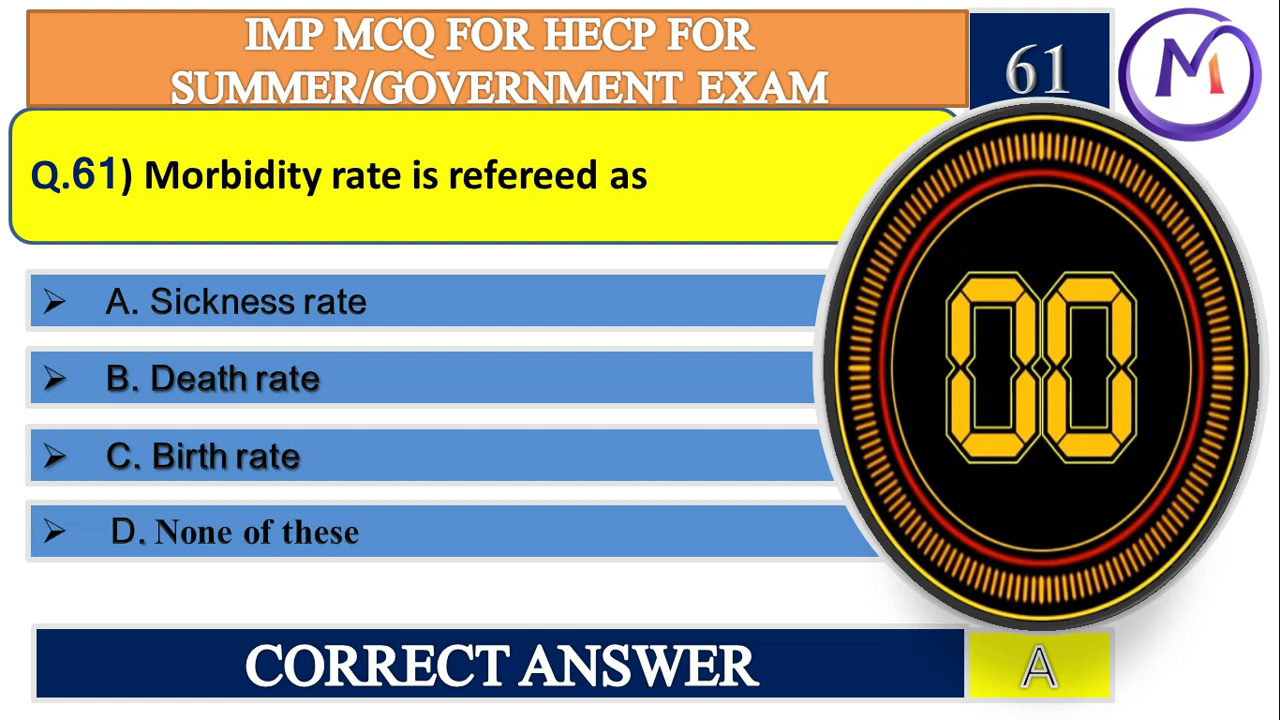 IMP MCQ FOR HECP FOR
SUMMER/GOVERNMENT EXAM
61
M
Q.61) Morbidity rate is refereed as
A. Sickness rate
B. Death rate
C. Birth rate
D. None of these
00
CORRECT ANSWER
A